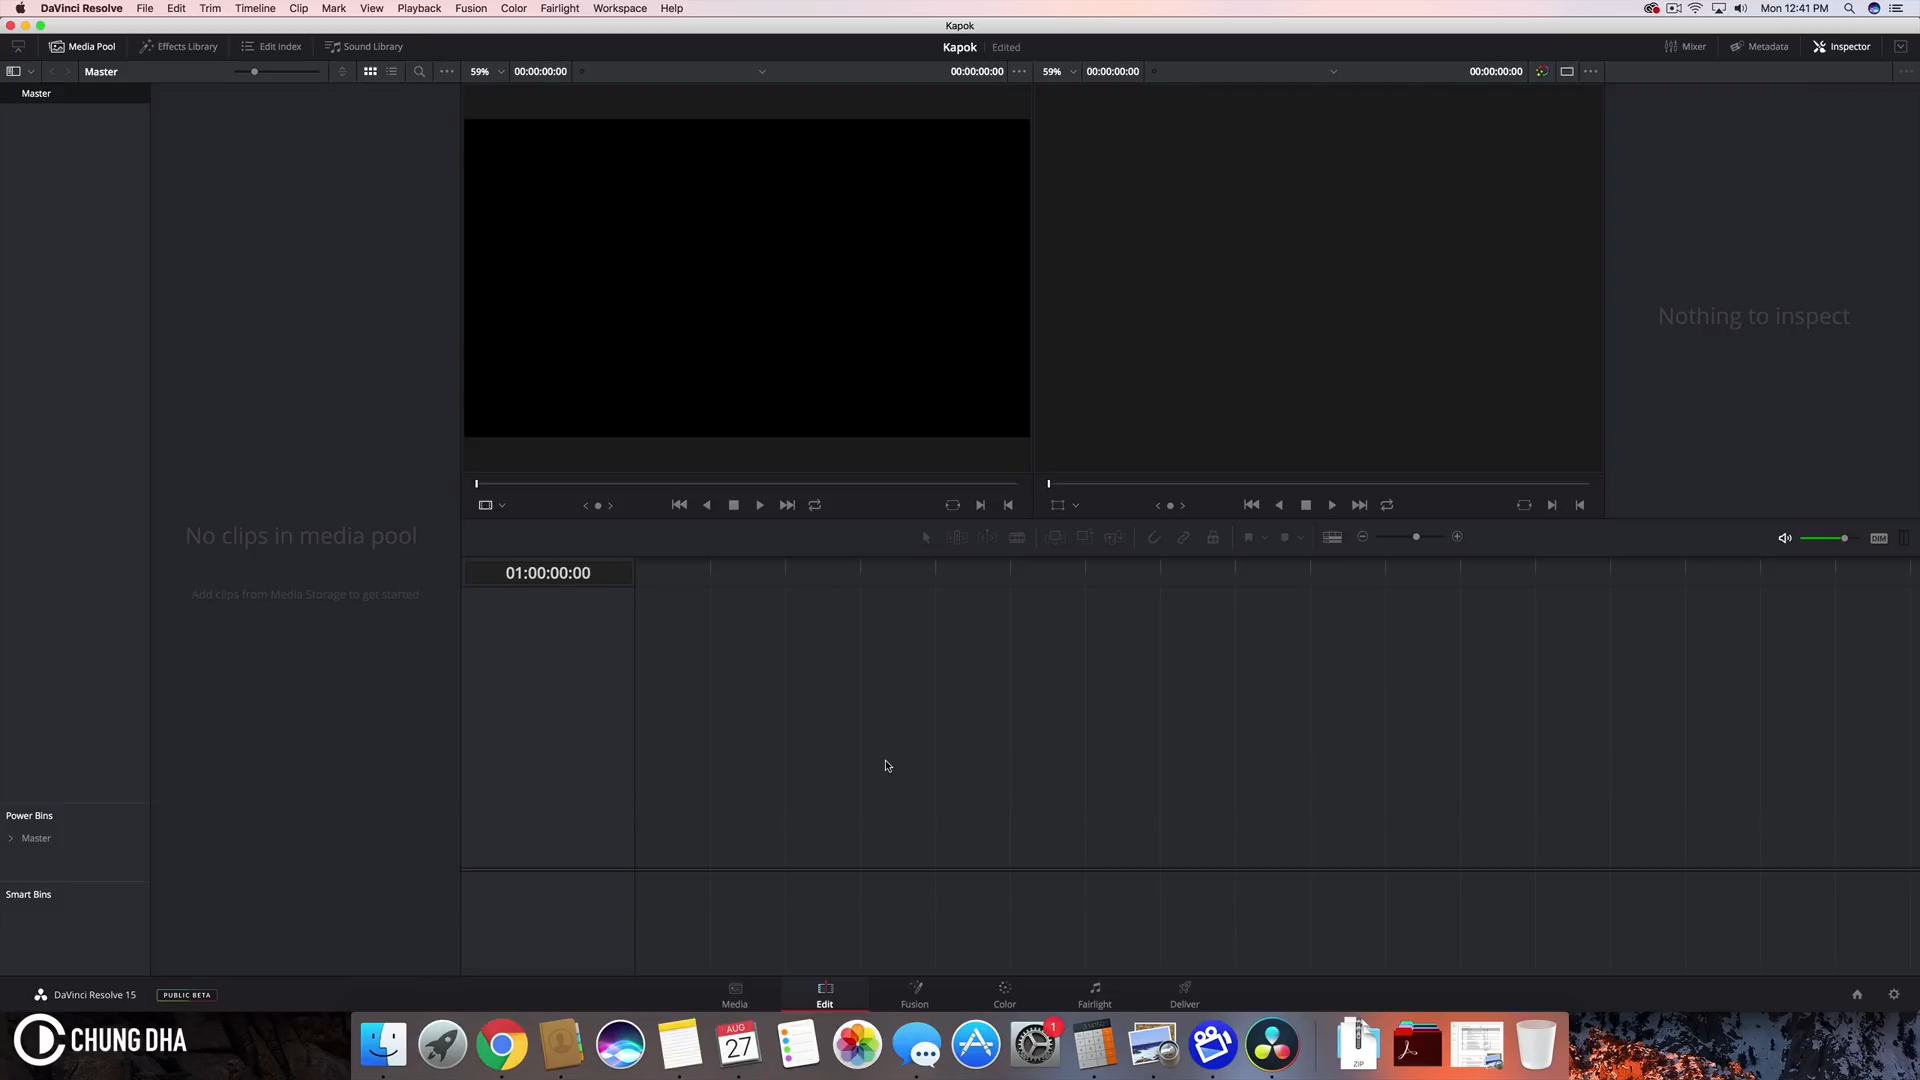 DaVinci Resolve File Edit Trim Timeline Clip Mark View Playback Fusion Color Fairlight Workspace Help Mon 12:41 PM
Kapok
Media Pool Effects Library Edit Index Sound Library Kapok Edited Mixer Metadata Inspector
Master 59% 00:00:00:00 00:00:00:00 59% 00:00:00:00 00:00:00:00
Master
Nothing to inspect
No clips in media pool
DIM
01:00:00:00
Add clips from Media Storage to get started
Power Bins
Master
Smart Bins
DaVinci Resolve 15 PUBLIC BETA
Media Edit Fusion Color Fairlight Deliver
CHUNG DHA
AUG
27
1
ZIP